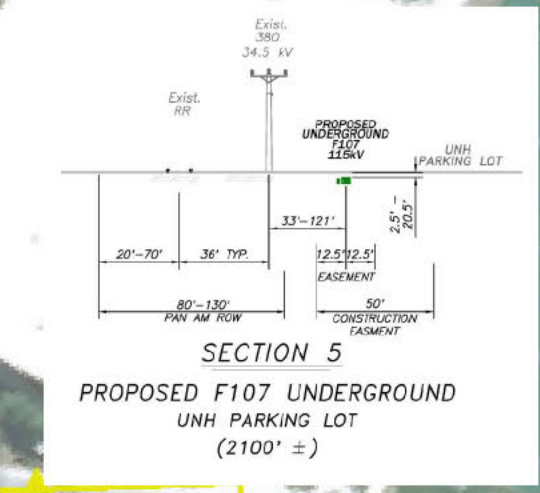 Exist.
380
34.5 kV
Exist.
RR
PROPOSED
UNDERGROUND
F107
115kV
UNH
PARKING LOT
33'-121'
2.5' -
20.5'
20'-70'
36' TYP.
12.5'
12.5'
EASEMENT
80'-130'
PAN AM ROW
50'
CONSTRUCTION
EASMENT
SECTION 5
PROPOSED F107 UNDERGROUND
UNH PARKING LOT
(2100' ±)